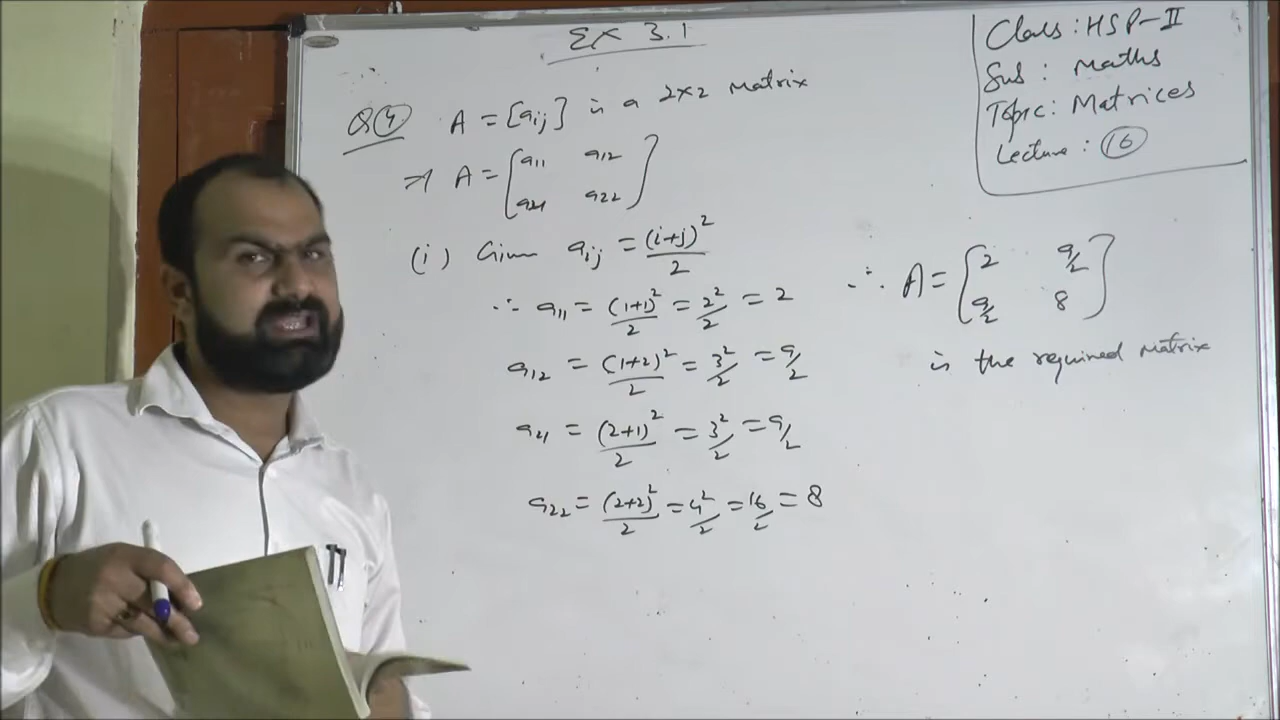 Ex 3.1
Class : HSP-II
Sub : Maths
Topic : Matrices
Lecture : 16
Q 4 A = [aij] is a 2x2 Matrix
⇒ A = [a11 a12
a21 a22]
(i) Given aij = (i+j)²/2
∴ a11 = (1+1)²/2 = 2²/2 = 2
a12 = (1+2)²/2 = 3²/2 = 9/2
a21 = (2+1)²/2 = 3²/2 = 9/2
a22 = (2+2)²/2 = 4²/2 = 16/2 = 8
∴ A = [2 9/2
9/2 8]
is the required Matrix